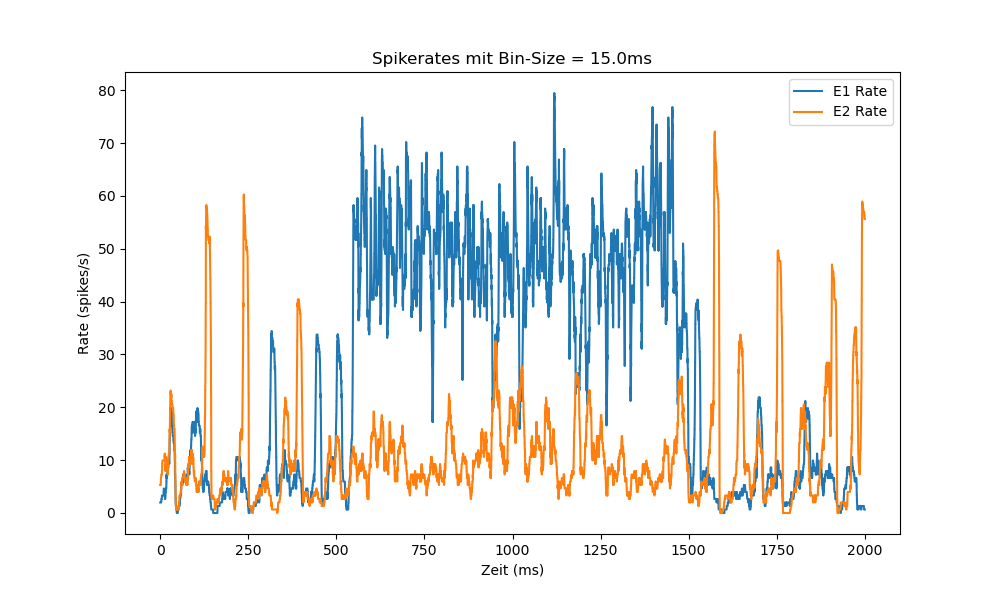 Spikerates mit Bin-Size = 15.0ms
E1 Rate
E2 Rate
80
70
60
50
40
30
20
10
0
Rate (spikes/s)
0 250 500 750 1000 1250 1500 1750 2000
Zeit (ms)